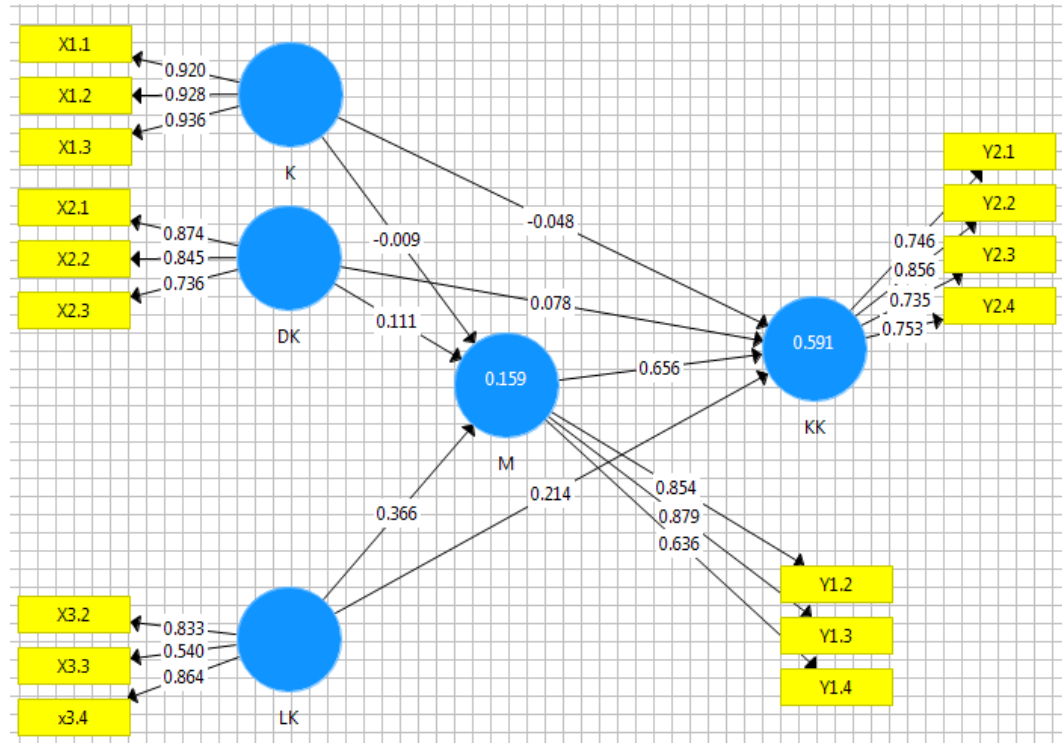 X1.1
0.920
X1.2
0.928
0.936
X1.3
K
X2.1
0.874
X2.2
0.845
0.736
X2.3
DK
-0.009
-0.048
0.078
0.111
0.159
M
0.656
0.591
KK
Y2.1
Y2.2
0.746
0.856
Y2.3
0.735
Y2.4
0.753
0.366
0.214
0.854
0.879
0.636
Y1.2
Y1.3
Y1.4
X3.2
0.833
X3.3
0.540
0.864
x3.4
LK